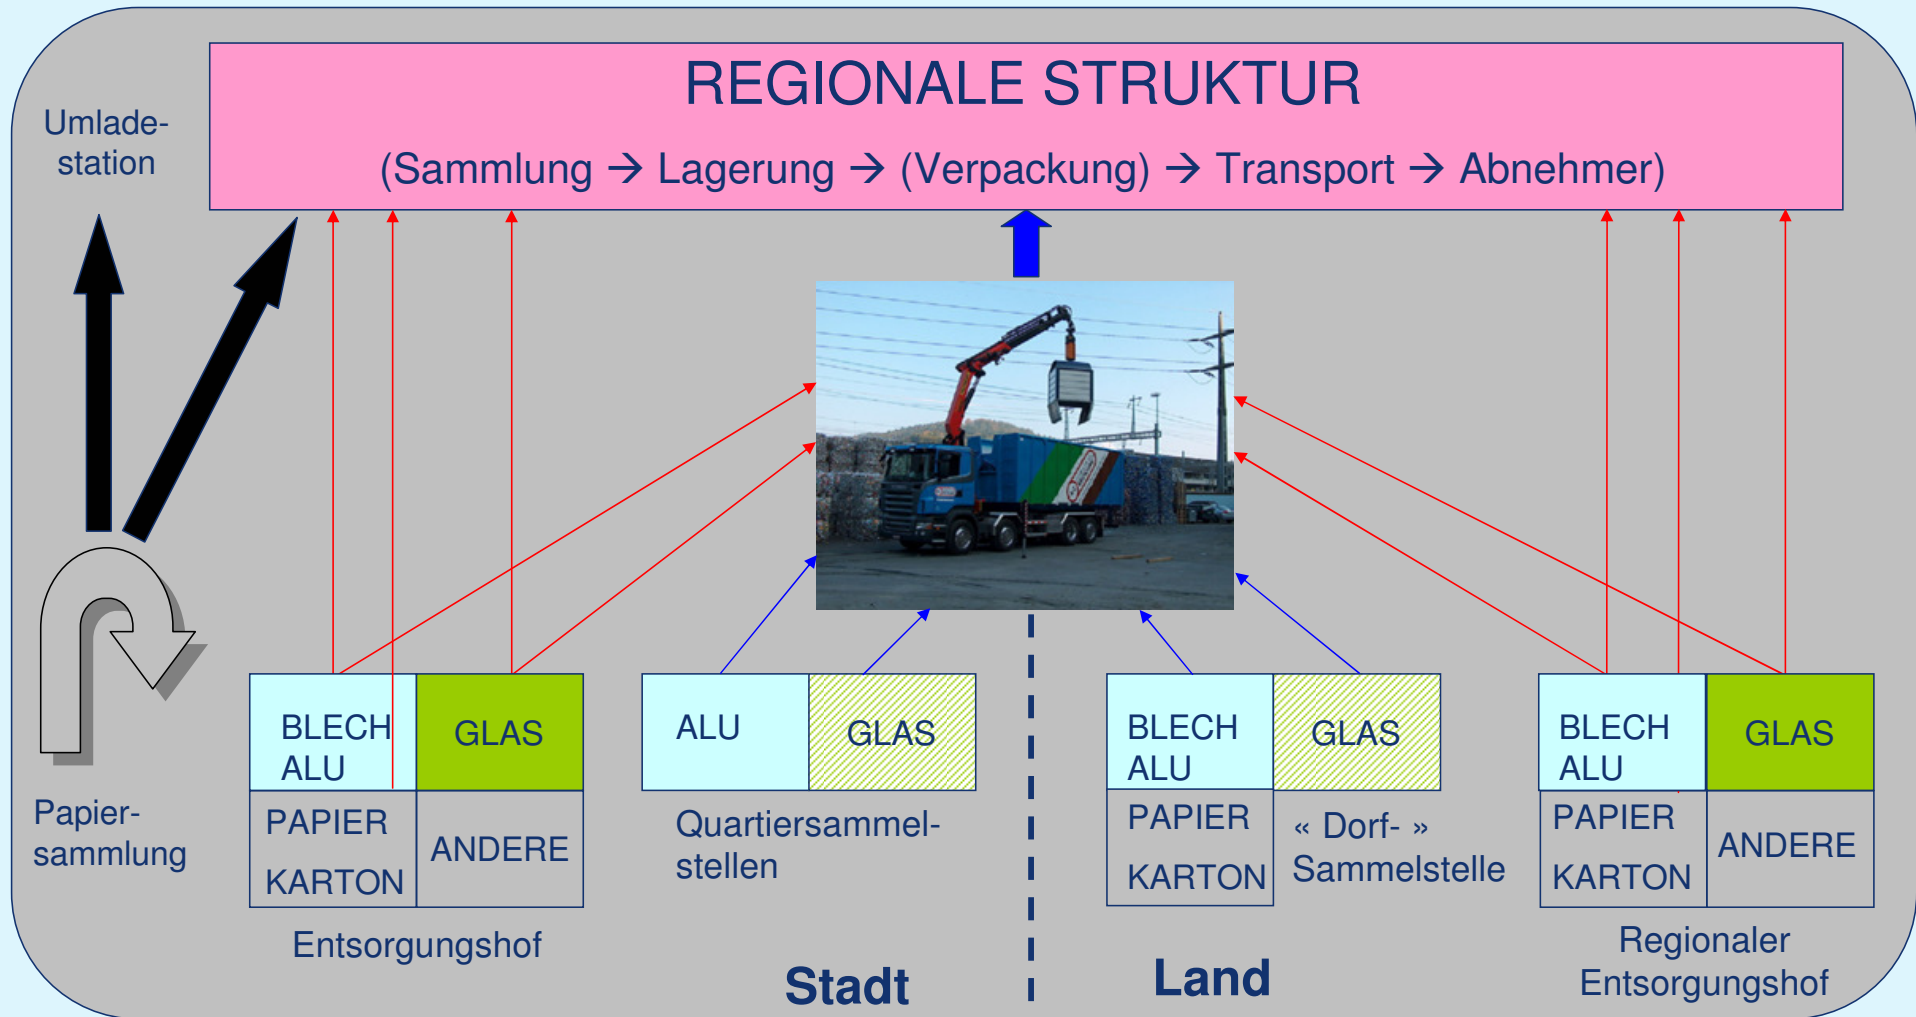 REGIONALE STRUKTUR
(Sammlung → Lagerung → (Verpackung) → Transport → Abnehmer)
Umlade-
station
Papier-
sammlung
BLECH
ALU
GLAS
PAPIER
KARTON
ANDERE
Entsorgungshof
ALU
GLAS
Quartiersammel-
stellen
Stadt
BLECH
ALU
GLAS
PAPIER
KARTON
« Dorf- »
Sammelstelle
Land
BLECH
ALU
GLAS
PAPIER
KARTON
ANDERE
Regionaler
Entsorgungshof